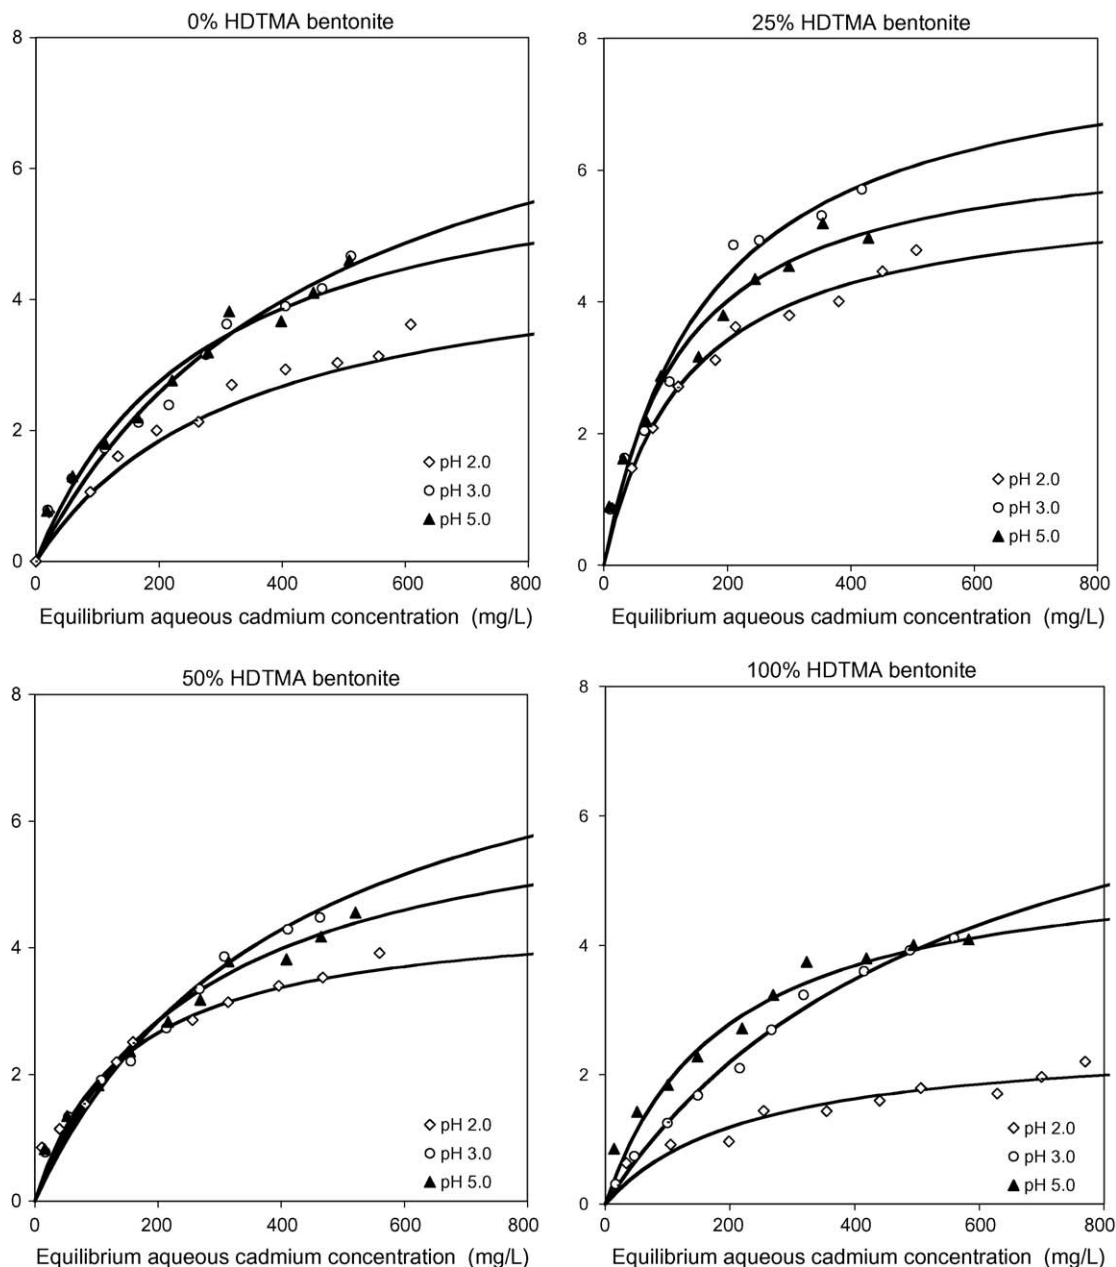 0% HDTMA bentonite
8
6
4
2
0
pH 2.0
pH 3.0
pH 5.0
0
200
400
600
800
Equilibrium aqueous cadmium concentration (mg/L)
25% HDTMA bentonite
8
6
4
2
0
pH 2.0
pH 3.0
pH 5.0
0
200
400
600
800
Equilibrium aqueous cadmium concentration (mg/L)
50% HDTMA bentonite
8
6
4
2
0
pH 2.0
pH 3.0
pH 5.0
0
200
400
600
800
Equilibrium aqueous cadmium concentration (mg/L)
100% HDTMA bentonite
8
6
4
2
0
pH 2.0
pH 3.0
pH 5.0
0
200
400
600
800
Equilibrium aqueous cadmium concentration (mg/L)